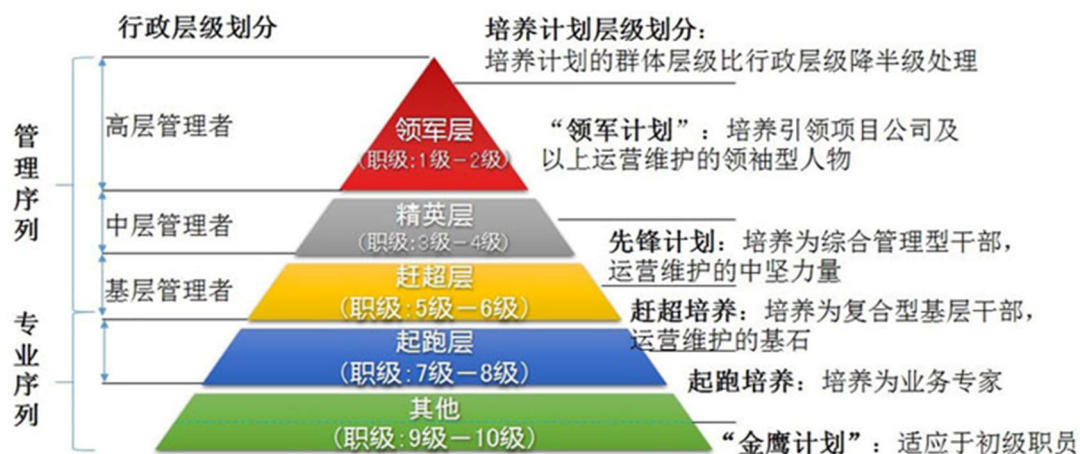 行政层级划分
培养计划层级划分：
培养计划的群体层级比行政层级降半级处理
管理序列
专业序列
高层管理者
中层管理者
基层管理者
领军层
(职级:1级－2级)
精英层
(职级:3级－4级)
赶超层
(职级:5级－6级)
起跑层
(职级:7级－8级)
其他
(职级:9级－10级)
“领军计划”：培养引领项目公司及
以上运营维护的领袖型人物
先锋计划：培养为综合管理型干部，
运营维护的中坚力量
赶超培养：培养为复合型基层干部，
运营维护的基石
起跑培养：培养为业务专家
“金鹰计划”：适应于初级职员